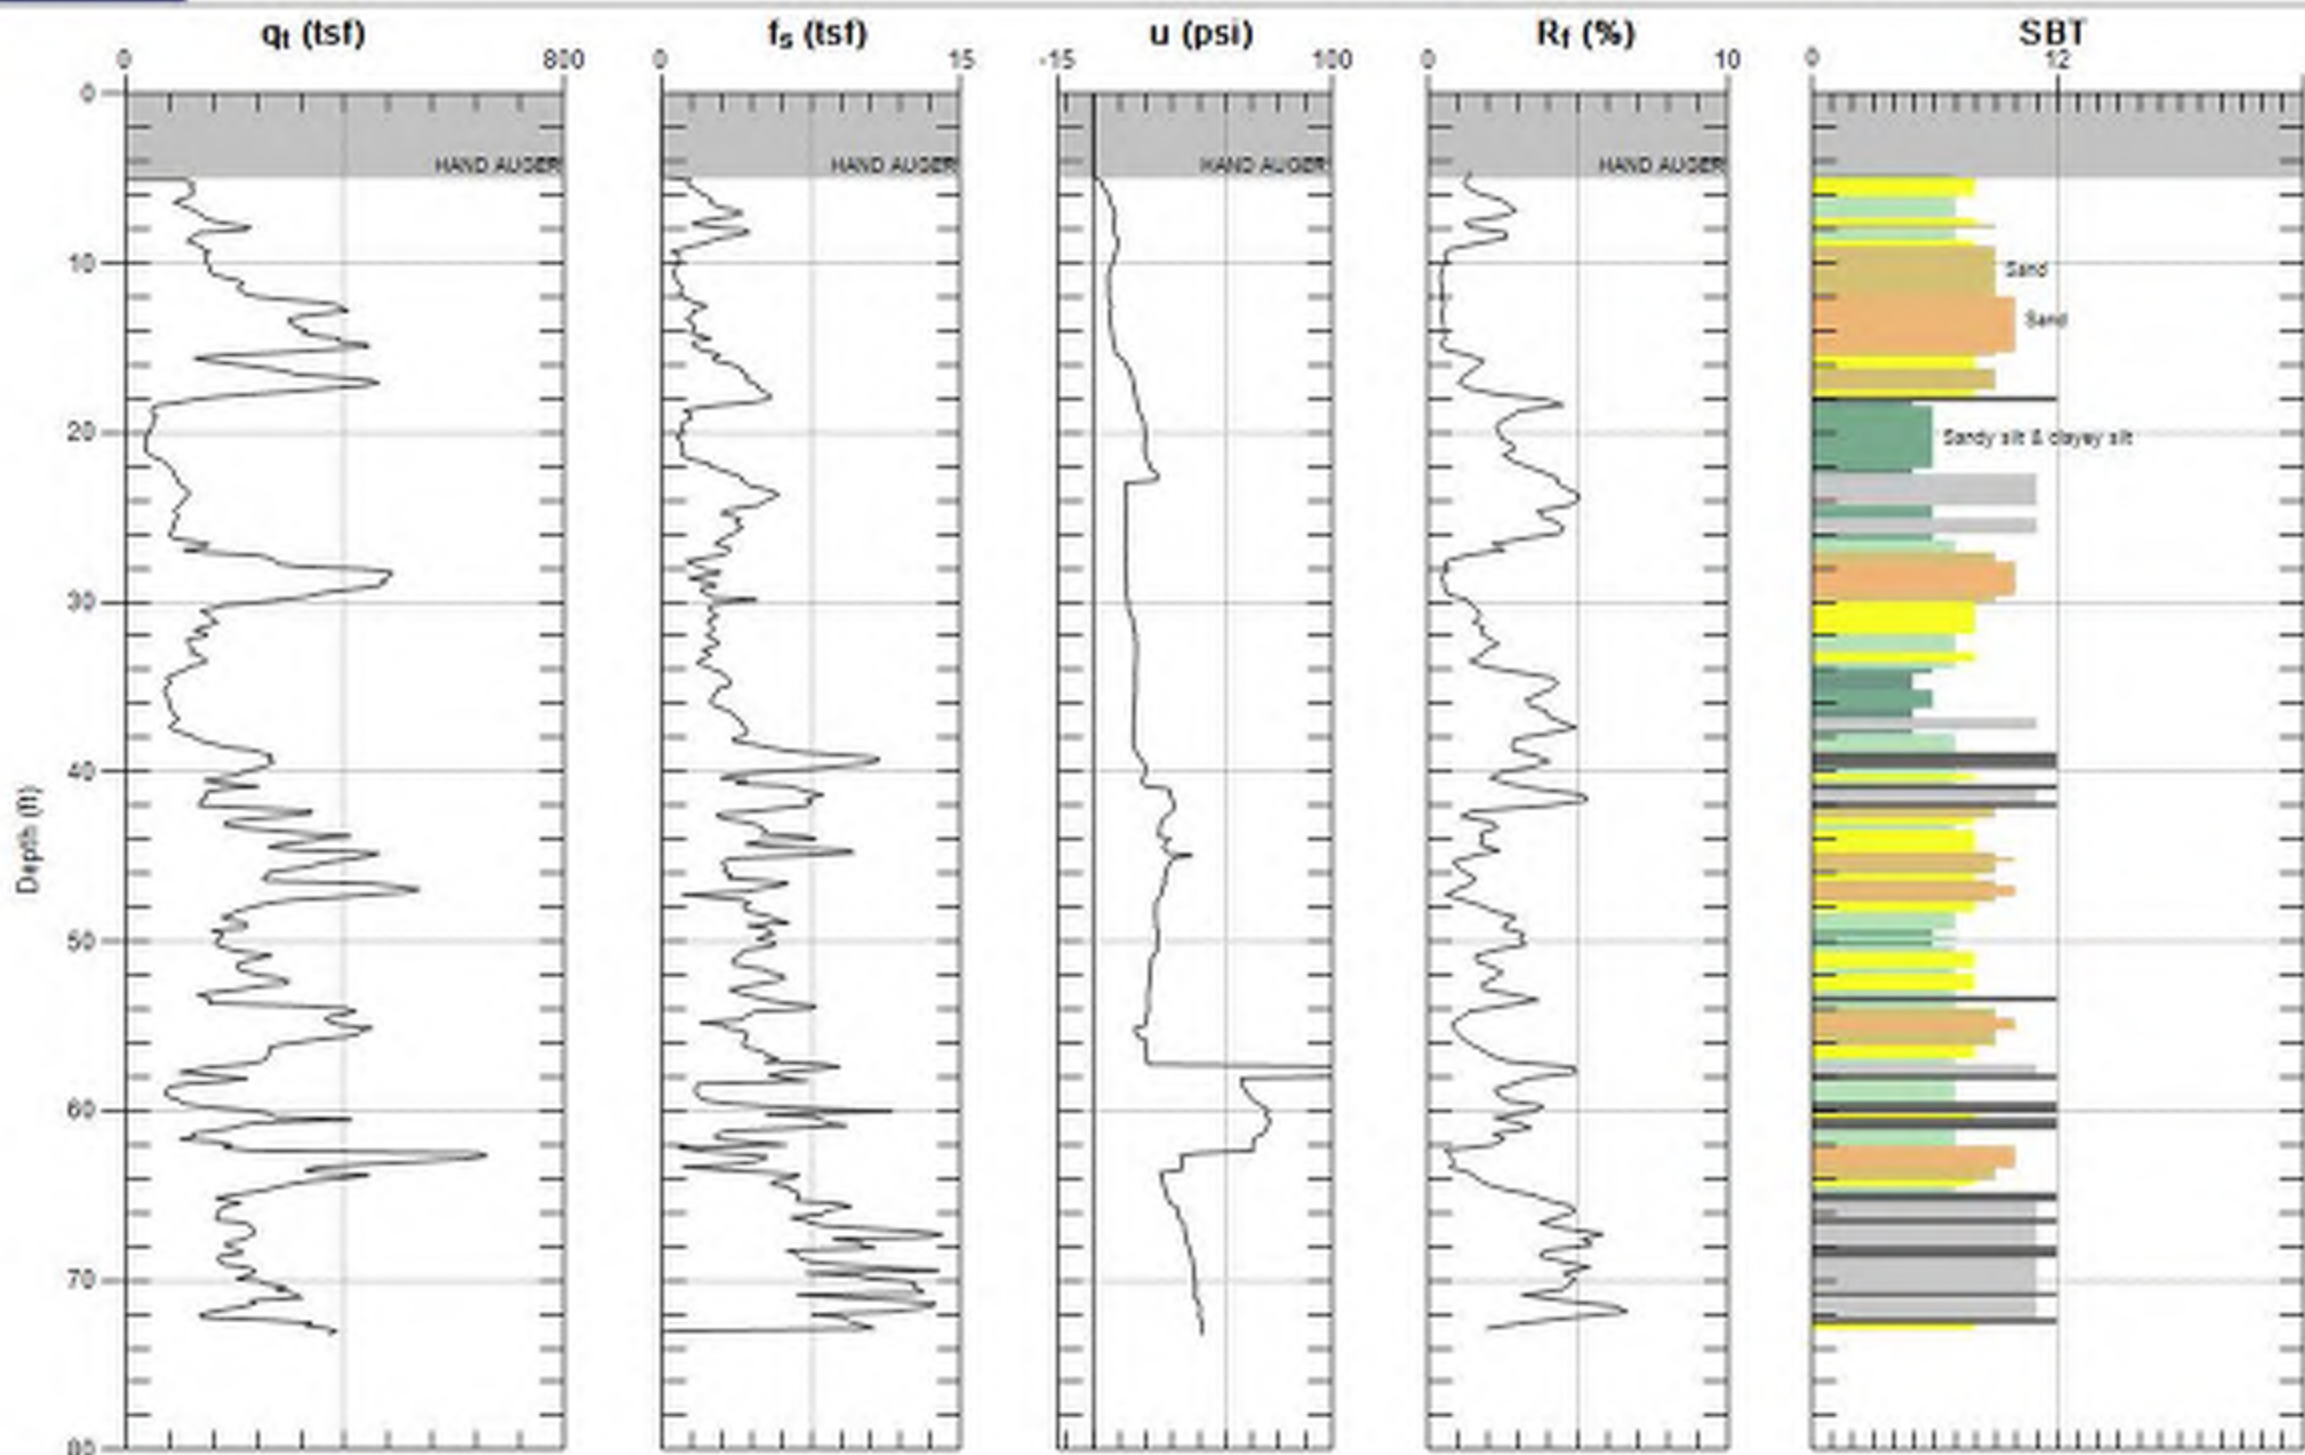 qt (tsf) fs (tsf) u (psi) Rf (%) SBT
0 800 0 15 -15 100 0 10 0 12
0
HAND AUGER HAND AUGER HAND AUGER HAND AUGER
10
Sand
Sand
20
Sandy silt & clayey silt
30
40
Depth (ft)
50
60
70
80